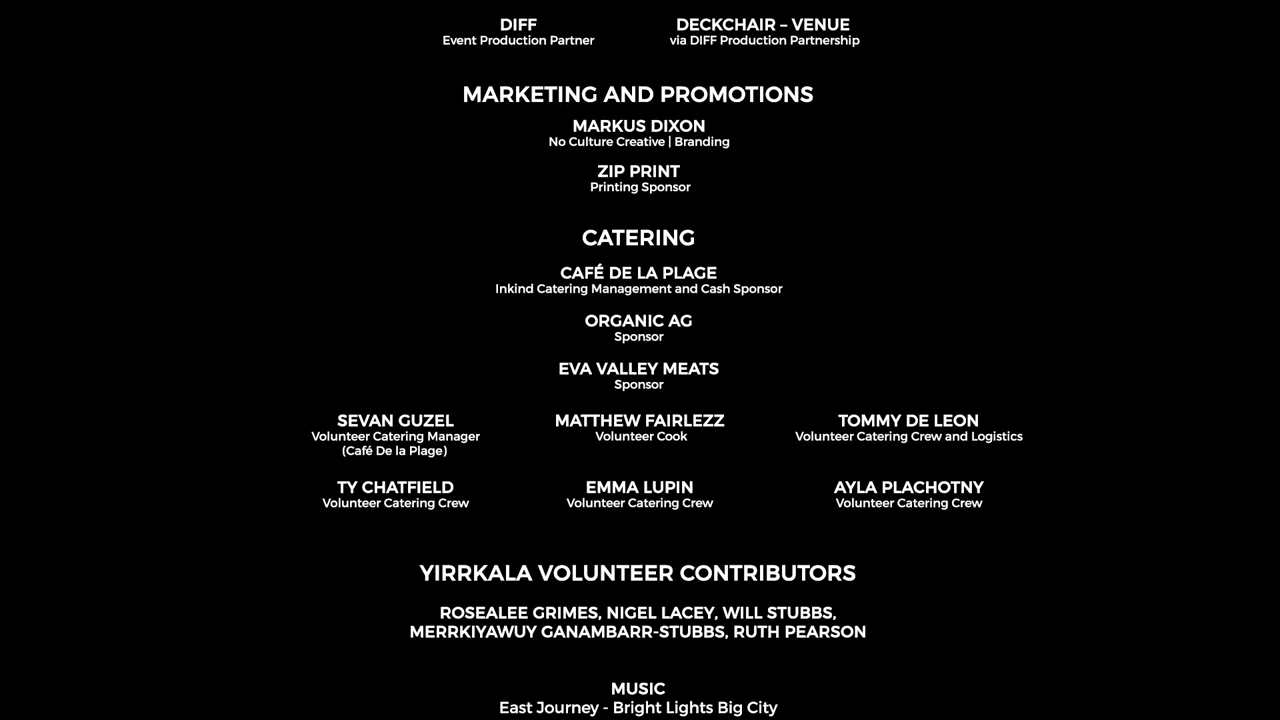 DIFF
Event Production Partner
DECKCHAIR – VENUE
via DIFF Production Partnership
MARKETING AND PROMOTIONS
MARKUS DIXON
No Culture Creative | Branding
ZIP PRINT
Printing Sponsor
CATERING
CAFÉ DE LA PLAGE
Inkind Catering Management and Cash Sponsor
ORGANIC AG
Sponsor
EVA VALLEY MEATS
Sponsor
SEVAN GUZEL
Volunteer Catering Manager
(Café De la Plage)
MATTHEW FAIRLEZZ
Volunteer Cook
TOMMY DE LEON
Volunteer Catering Crew and Logistics
TY CHATFIELD
Volunteer Catering Crew
EMMA LUPIN
Volunteer Catering Crew
AYLA PLACHOTNY
Volunteer Catering Crew
YIRRKALA VOLUNTEER CONTRIBUTORS
ROSEALEE GRIMES, NIGEL LACEY, WILL STUBBS,
MERRKIYAWUY GANAMBARR-STUBBS, RUTH PEARSON
MUSIC
East Journey - Bright Lights Big City